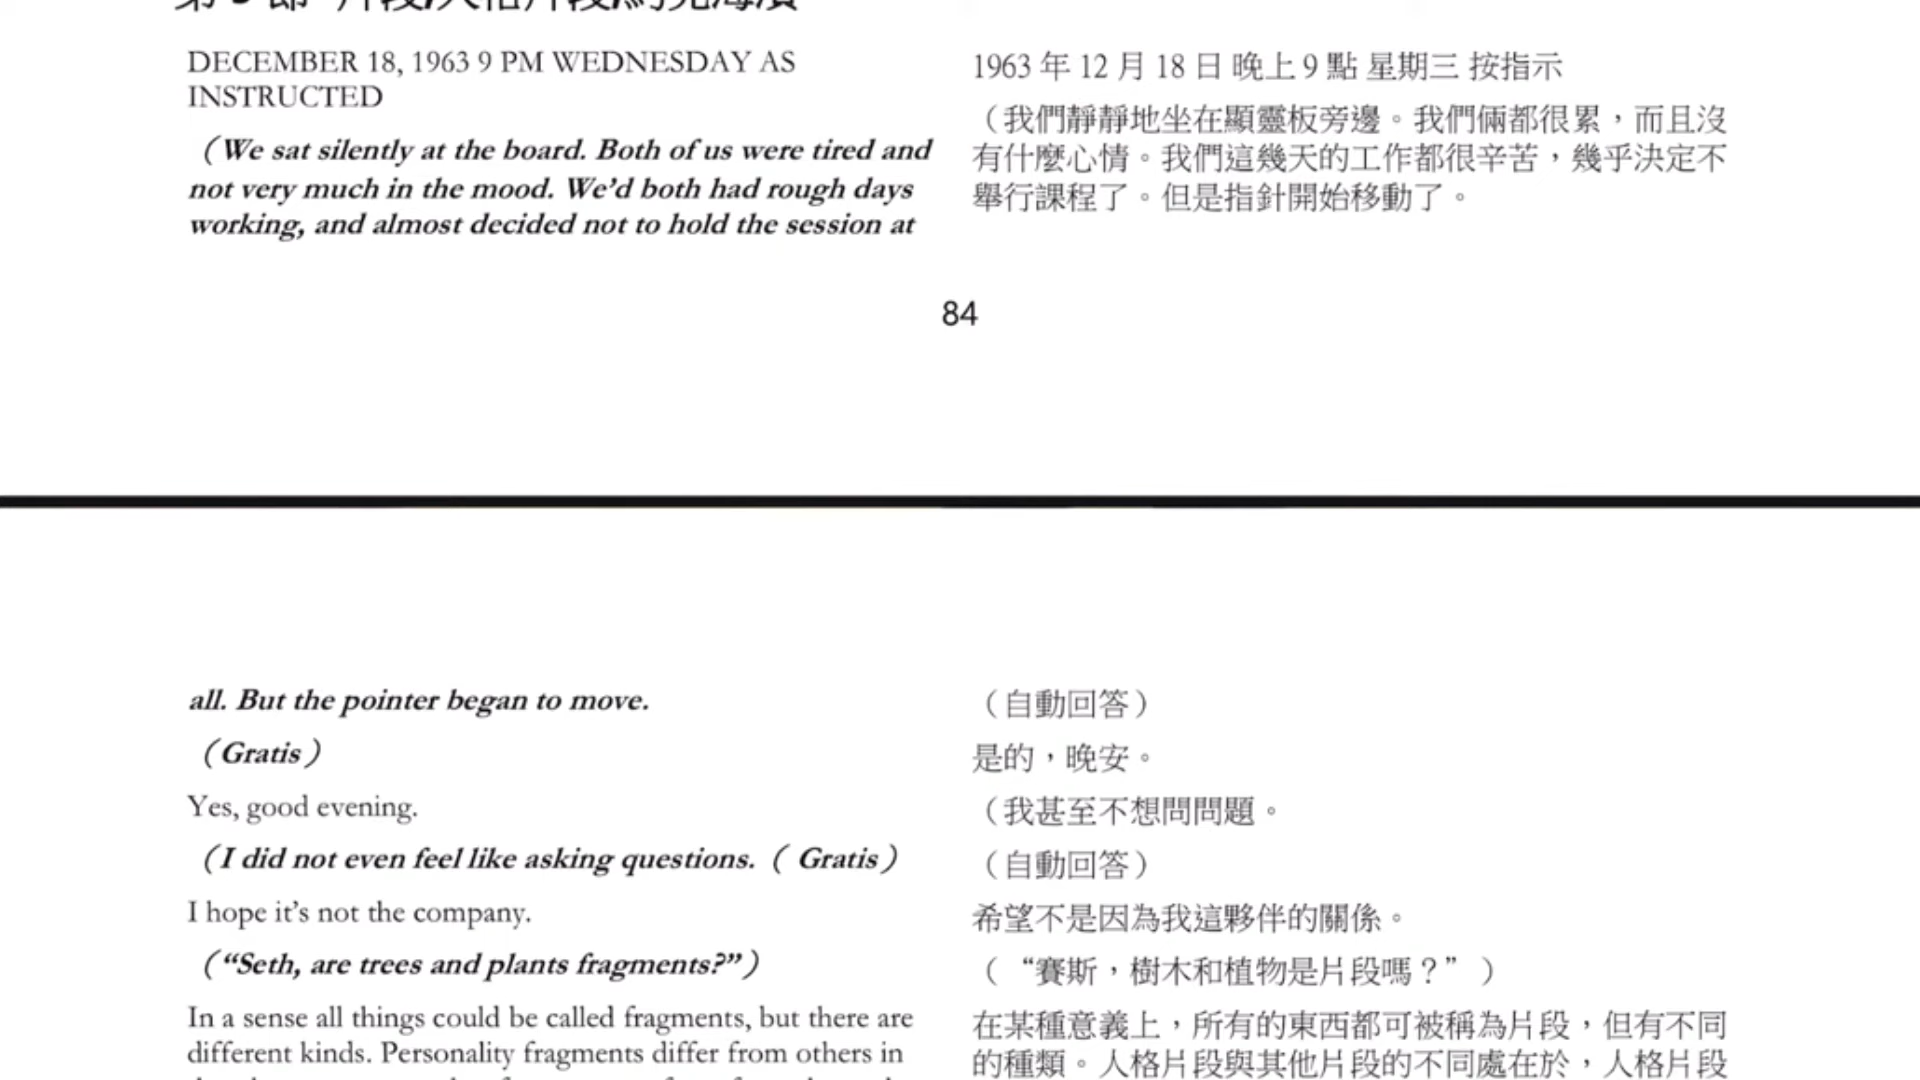 DECEMBER 18, 1963 9 PM WEDNESDAY AS
INSTRUCTED
（We sat silently at the board. Both of us were tired and
not very much in the mood. We’d both had rough days
working, and almost decided not to hold the session at
1963 年 12 月 18 日 晚上 9 點 星期三 按指示
（我們靜靜地坐在顯靈板旁邊。我們倆都很累，而且沒
有什麼心情。我們這幾天的工作都很辛苦，幾乎決定不
舉行課程了。但是指針開始移動了。
84
all. But the pointer began to move.
（Gratis）
Yes, good evening.
（I did not even feel like asking questions.（ Gratis）
I hope it’s not the company.
（“Seth, are trees and plants fragments?”）
In a sense all things could be called fragments, but there are
different kinds. Personality fragments differ from others in
（自動回答）
是的，晚安。
（我甚至不想問問題。
（自動回答）
希望不是因為我這夥伴的關係。
（ “賽斯，樹木和植物是片段嗎？” ）
在某種意義上，所有的東西都可被稱為片段，但有不同
的種類。人格片段與其他片段的不同處在於，人格片段